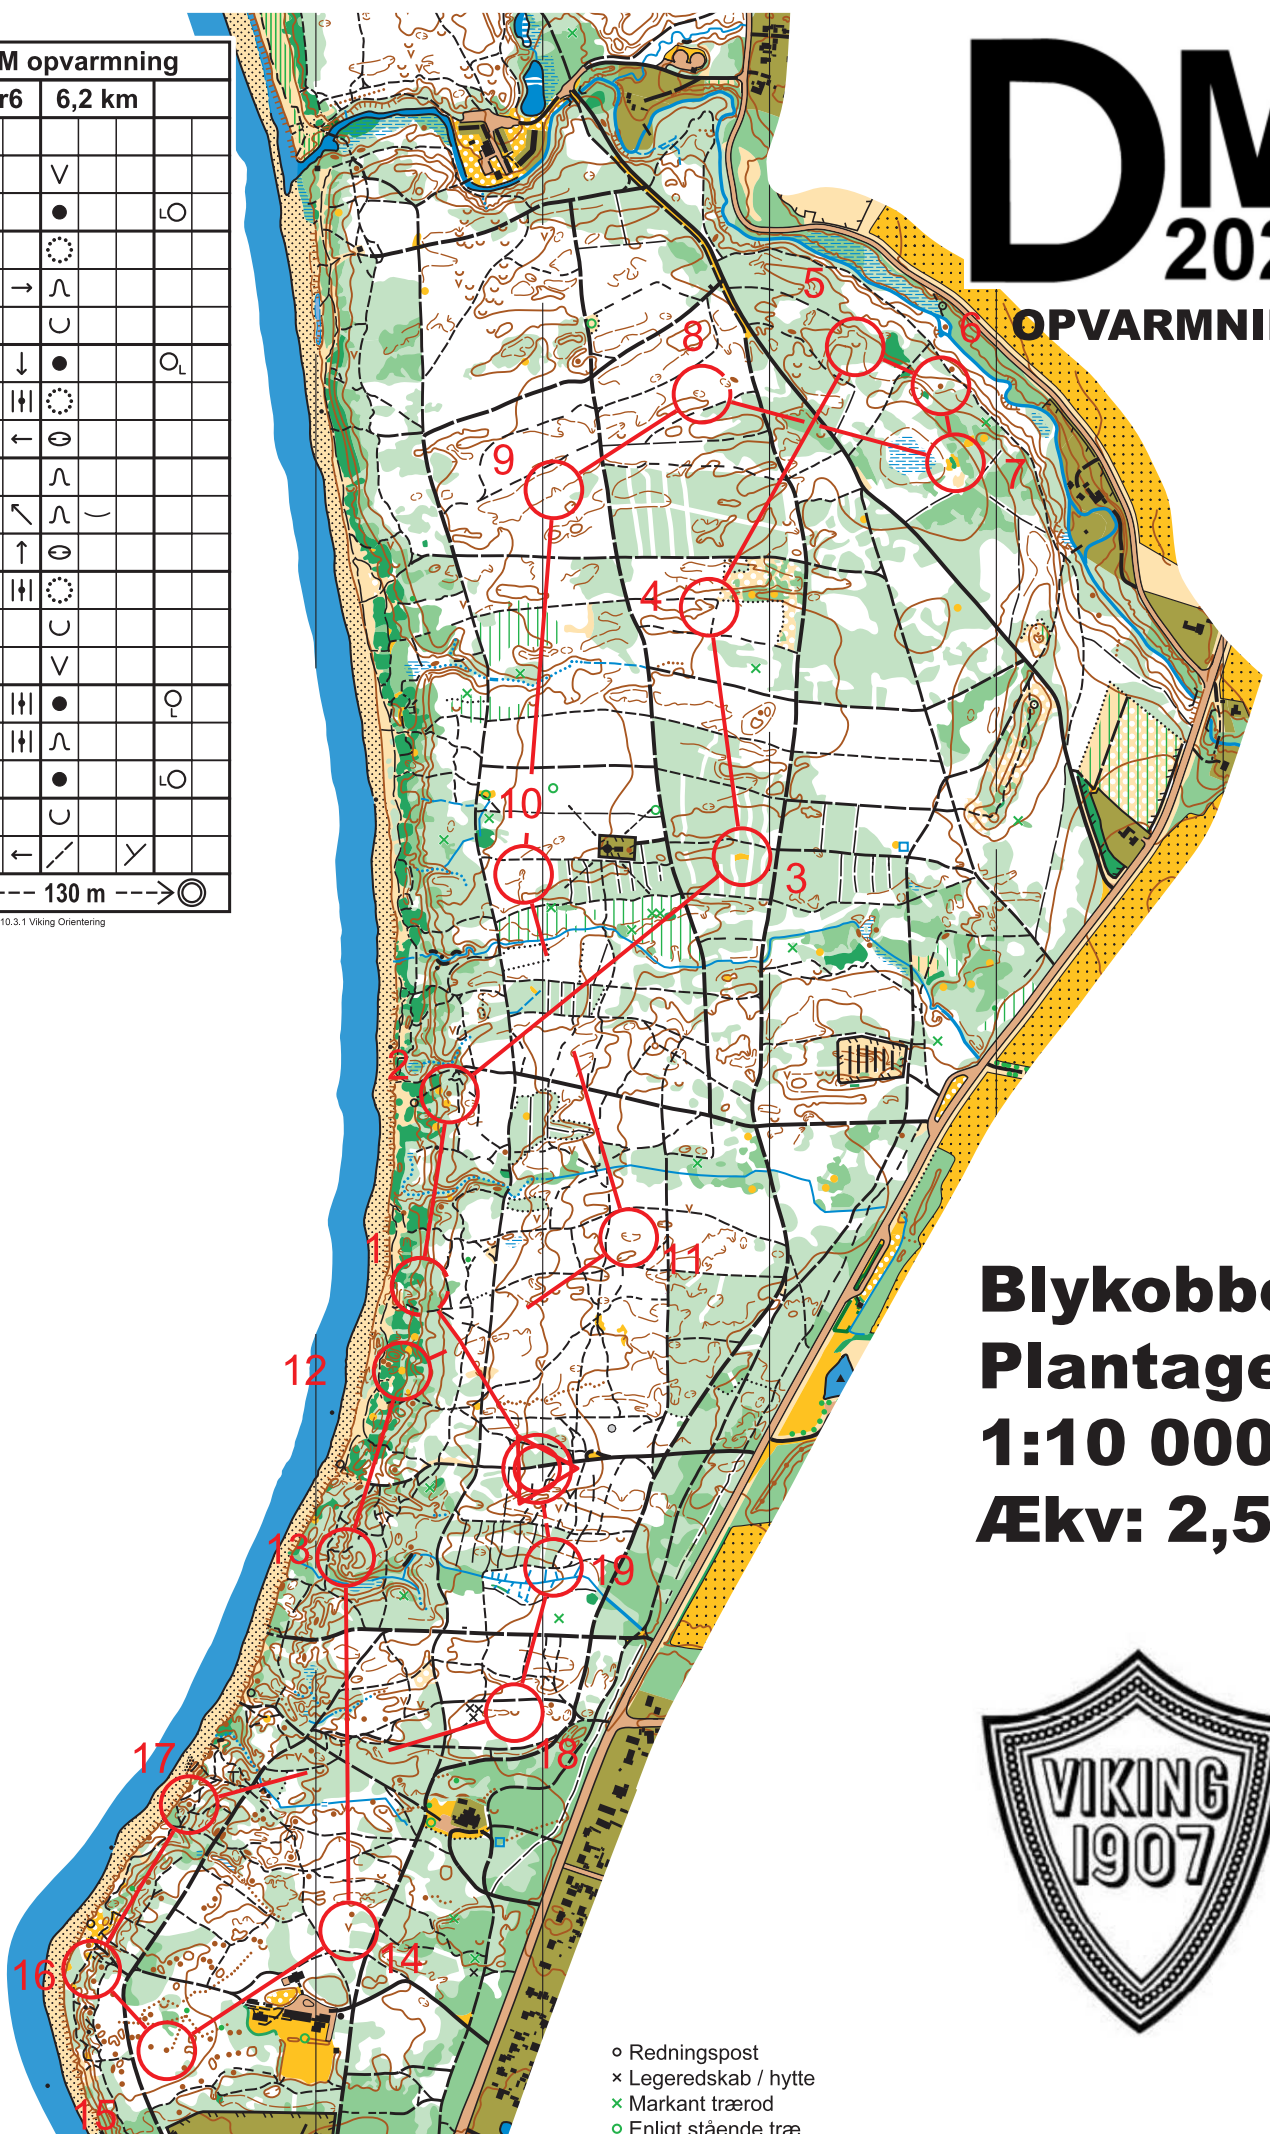 M opvarmning
r6 6,2 km
130 m
10.3.1 Viking Orientering
DM
202
OPVARMNI
5
6
8
9
7
4
10
3
2
1
11
12
13
19
18
17
14
16
15
Blykobbe
Plantage
1:10 000
Ækv: 2,5
VIKING
1907
Redningspost
Legeredskab / hytte
Markant trærod
Enligt stående træ